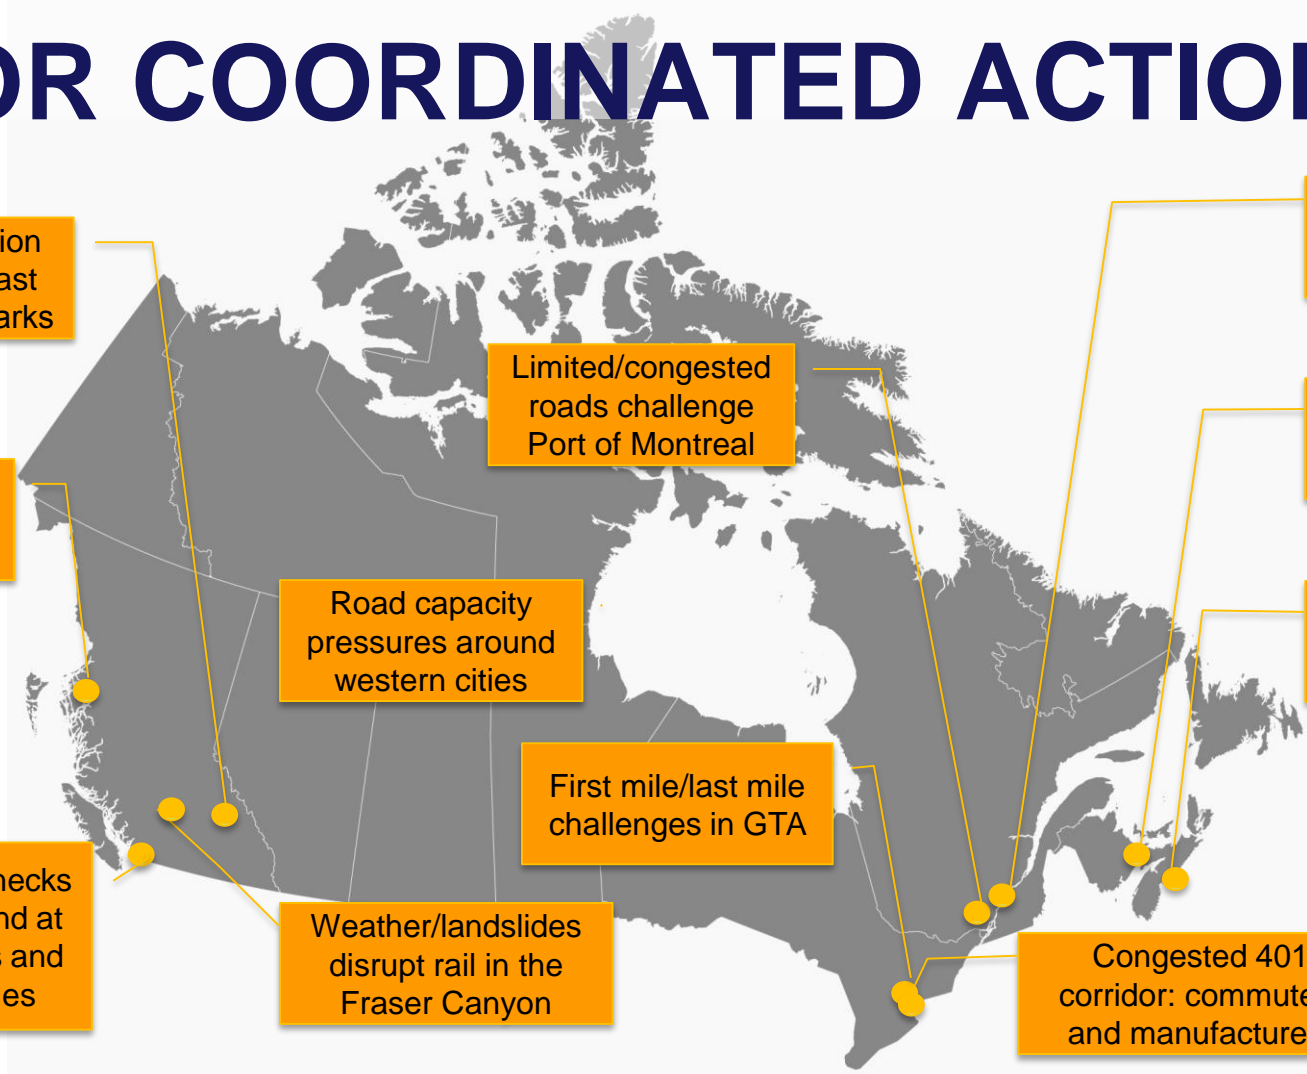 OR COORDINATED ACTION
ion
ast
arks
Limited/congested
roads challenge
Port of Montreal
Road capacity
pressures around
western cities
First mile/last mile
challenges in GTA
necks
nd at
s and
es
Weather/landslides
disrupt rail in the
Fraser Canyon
Congested 401
corridor: commute
and manufacture